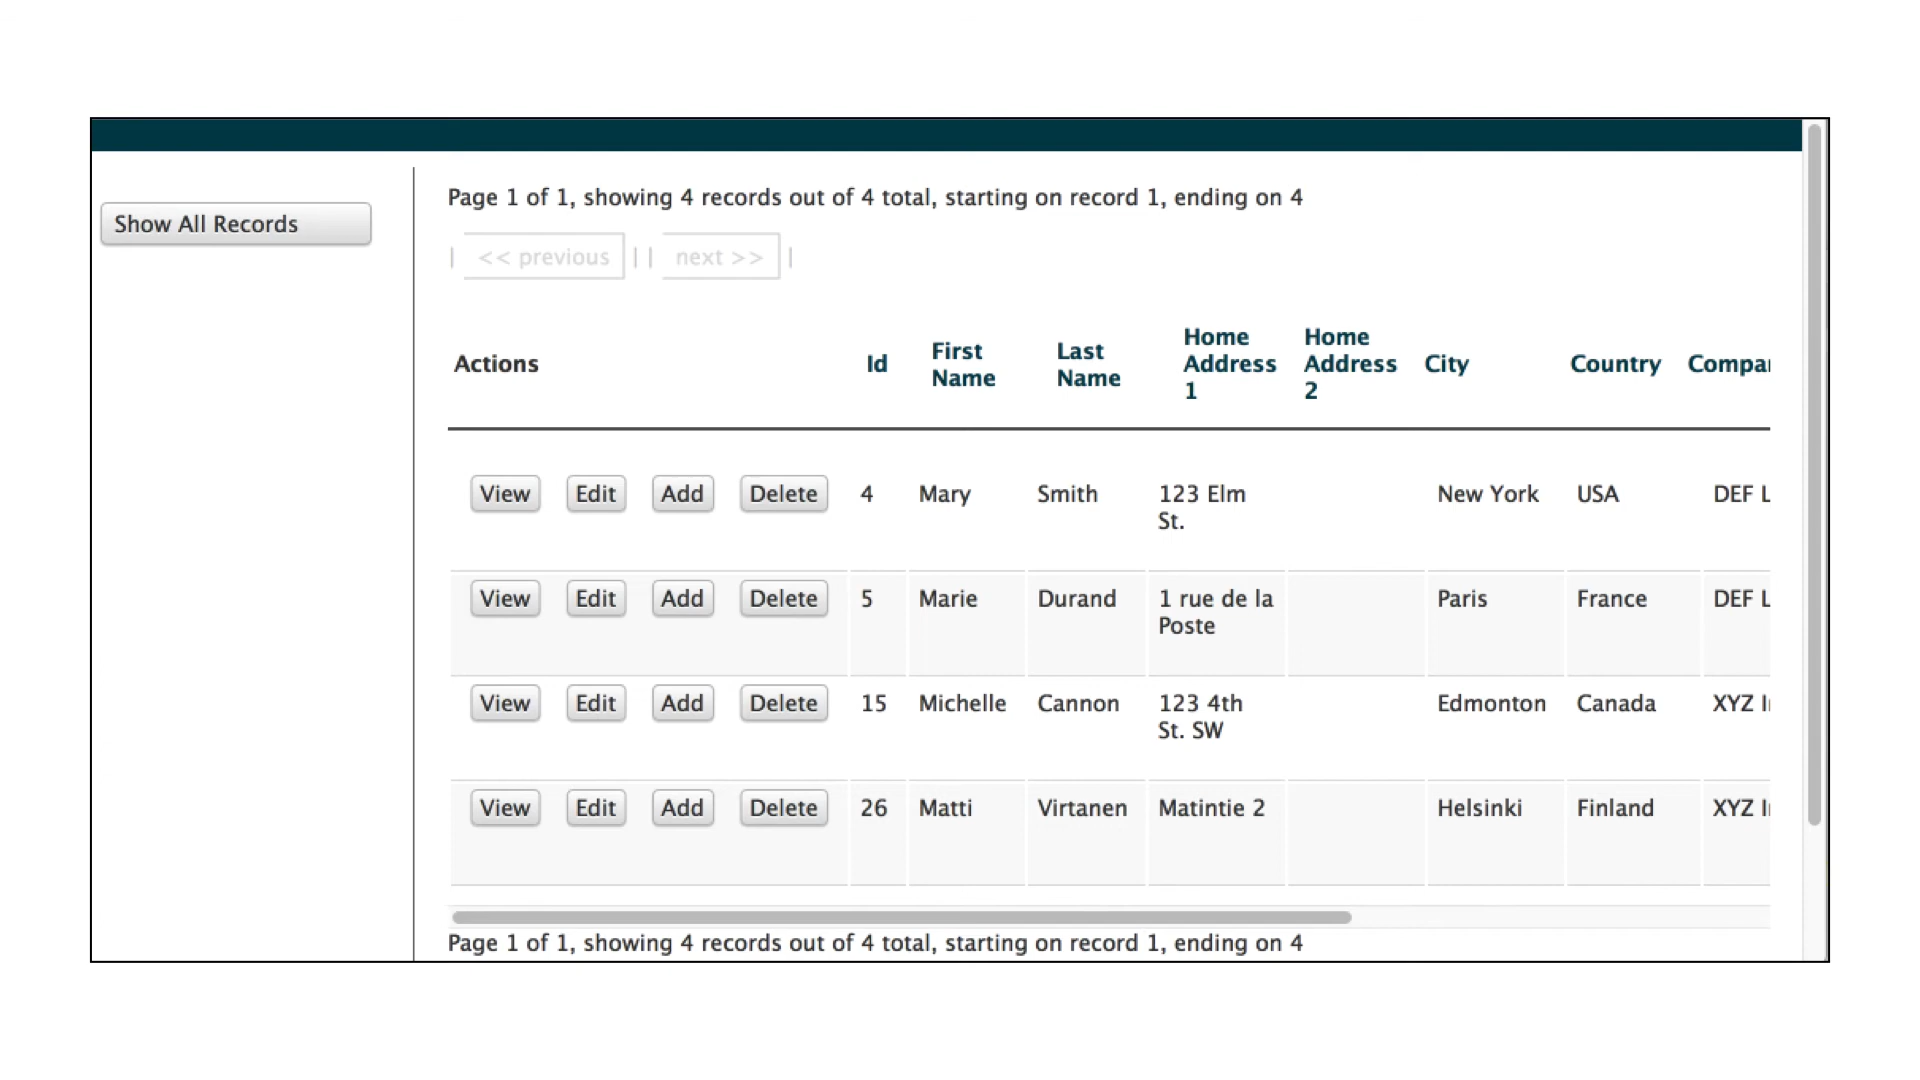 Show All Records
Page 1 of 1, showing 4 records out of 4 total, starting on record 1, ending on 4
| << previous | | next >> |
Actions Id First Name Last Name Home Address 1 Home Address 2 City Country Compan
View Edit Add Delete 4 Mary Smith 123 Elm St. New York USA DEF L
View Edit Add Delete 5 Marie Durand 1 rue de la Poste Paris France DEF L
View Edit Add Delete 15 Michelle Cannon 123 4th St. SW Edmonton Canada XYZ I
View Edit Add Delete 26 Matti Virtanen Matintie 2 Helsinki Finland XYZ I
Page 1 of 1, showing 4 records out of 4 total, starting on record 1, ending on 4